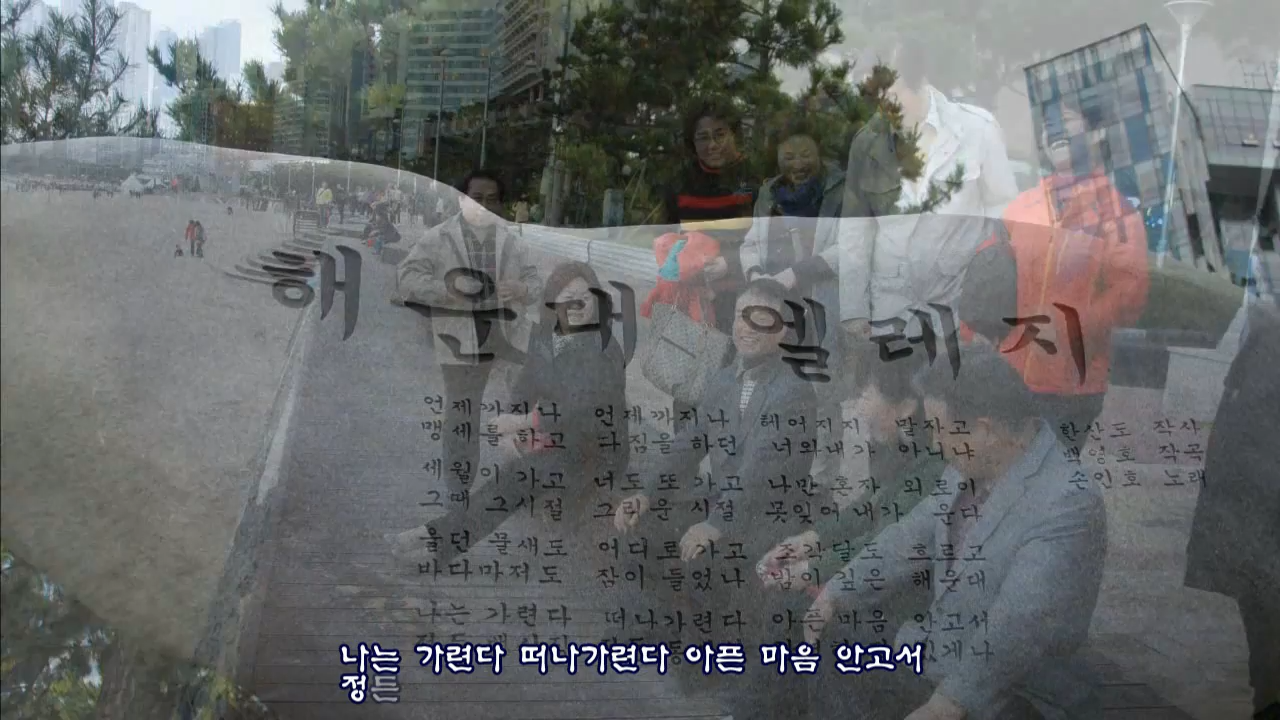 해운대 엘레지
언제까지나 언제까지나 헤어지지 말자고
맹세를 하고 다짐을 하던 너와내가 아니냐
세월이 가고 너도 또 가고 나만 혼자 외로이
그때 그시절 그리운 시절 못잊어 내가 운다
울던 물새도 어디로 가고 조각달도 흐르고
바다마저도 잠이 들었나 밤이 깊은 해운대
나는 가련다 떠나가련다 아픈 마음 안고서
한산도 작사
백영호 작곡
손인호 노래
나는 가련다 떠나가련다 아픈 마음 안고서
정든